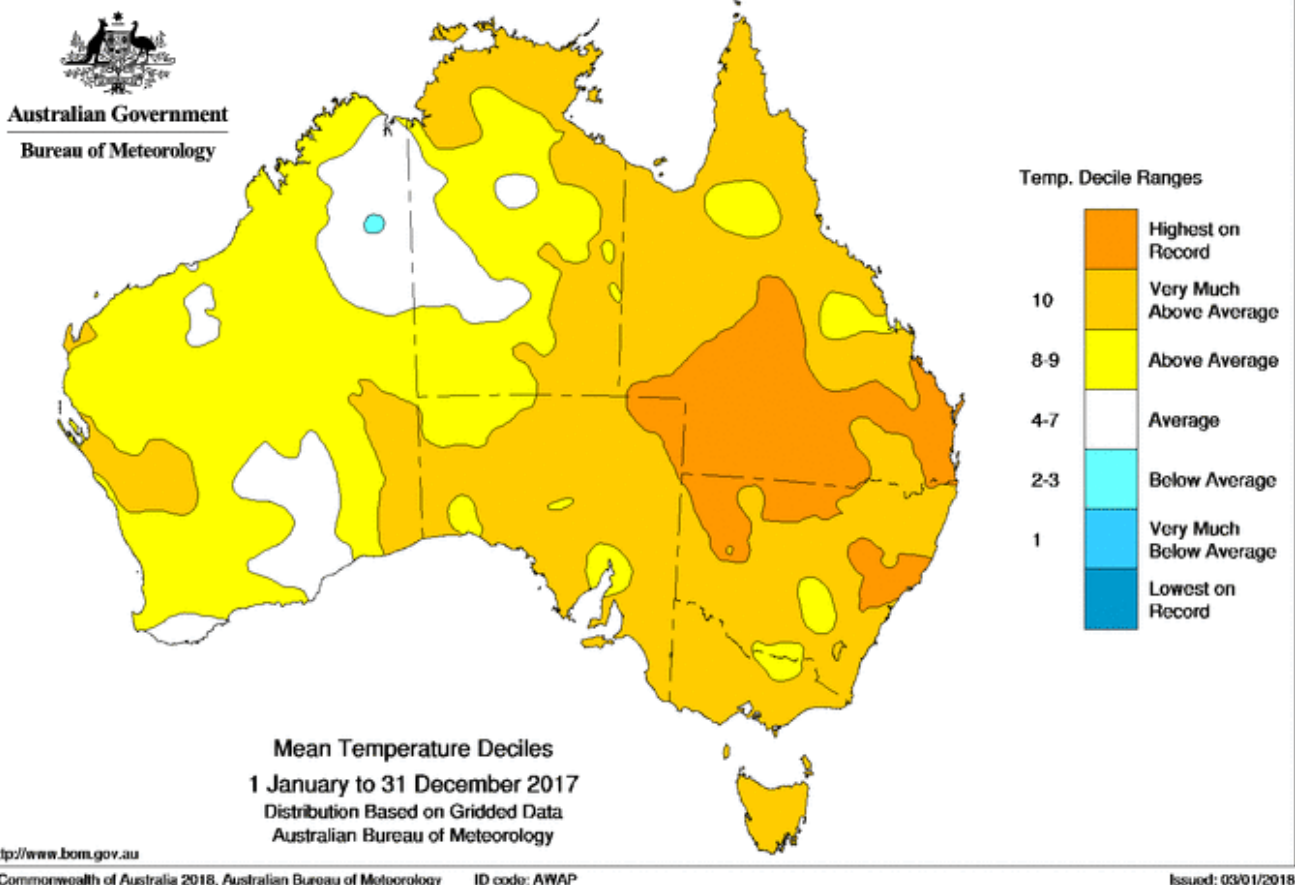 Australian Government
Bureau of Meteorology
Temp. Decile Ranges
Highest on
Record
10
Very Much
Above Average
8-9
Above Average
4-7
Average
2-3
Below Average
1
Very Much
Below Average
Lowest on
Record
Mean Temperature Deciles
1 January to 31 December 2017
Distribution Based on Gridded Data
Australian Bureau of Meteorology
tp://www.bom.gov.au
Commonwealth of Australia 2018, Australian Bureau of Meteorology ID code: AWAP Issued: 03/01/2018